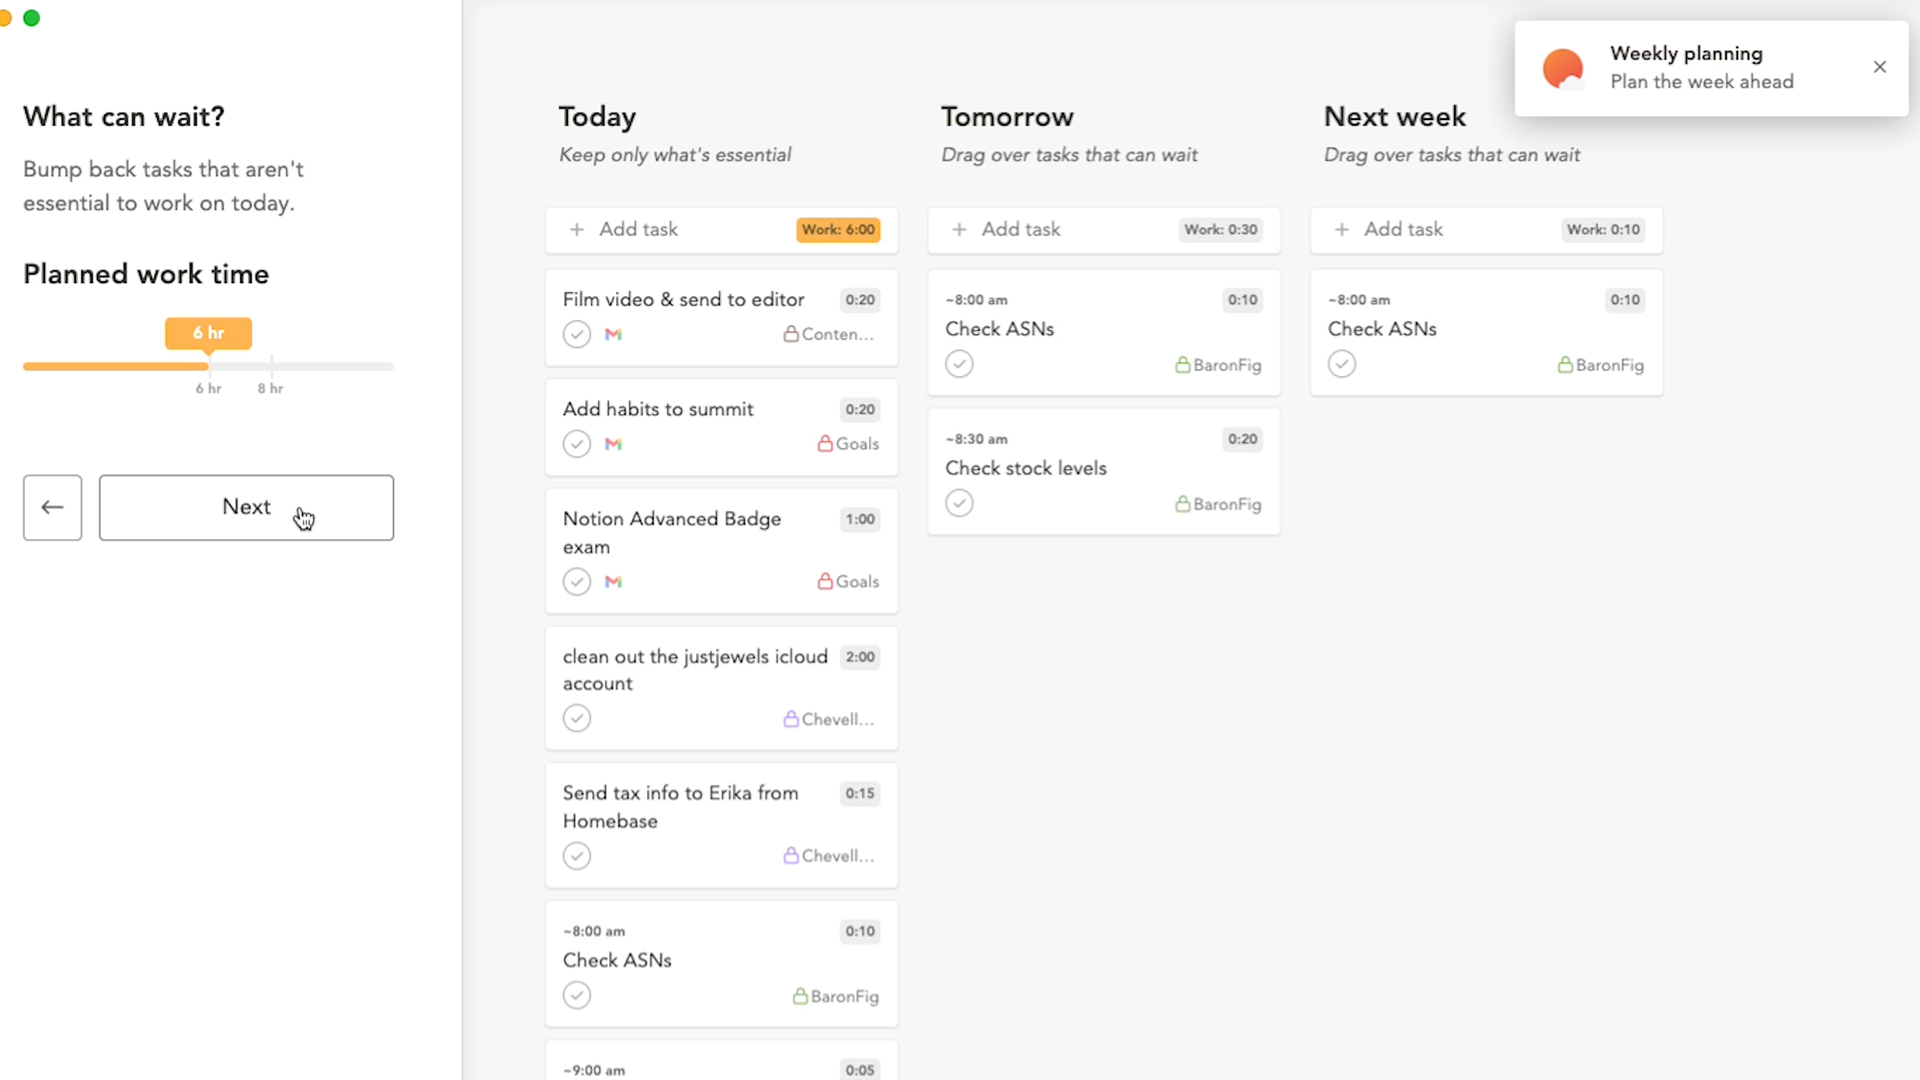 What can wait?
Bump back tasks that aren't
essential to work on today.
Planned work time
6 hr
6 hr
8 hr
Next
Today
Keep only what's essential
Add task
Work: 6:00
Film video & send to editor
0:20
Conten...
Add habits to summit
0:20
Goals
Notion Advanced Badge
exam
1:00
Goals
clean out the justjewels icloud
account
2:00
Chevell...
Send tax info to Erika from
Homebase
0:15
Chevell...
~8:00 am
0:10
Check ASNs
BaronFig
~9:00 am
0:05
Tomorrow
Drag over tasks that can wait
Add task
Work: 0:30
~8:00 am
0:10
Check ASNs
BaronFig
~8:30 am
0:20
Check stock levels
BaronFig
Next week
Drag over tasks that can wait
Add task
Work: 0:10
~8:00 am
0:10
Check ASNs
BaronFig
Weekly planning
Plan the week ahead